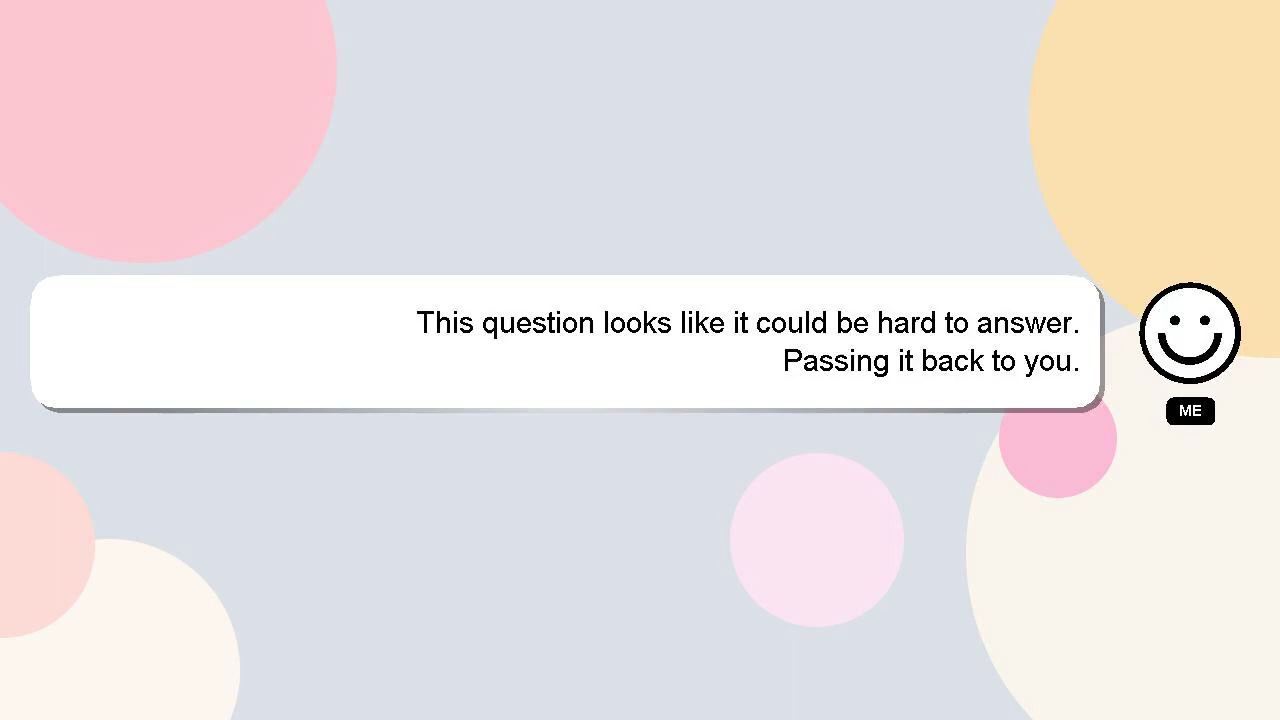 This question looks like it could be hard to answer.
Passing it back to you.
ME